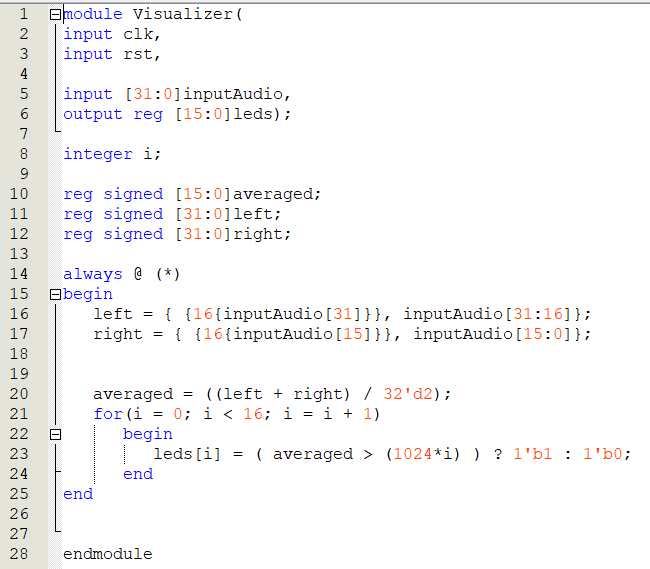 1 module Visualizer(
2 input clk,
3 input rst,
4
5 input [31:0]inputAudio,
6 output reg [15:0]leds);
7
8 integer i;
9
10 reg signed [15:0]averaged;
11 reg signed [31:0]left;
12 reg signed [31:0]right;
13
14 always @ (*)
15 begin
16 left = { {16{inputAudio[31]}}, inputAudio[31:16]};
17 right = { {16{inputAudio[15]}}, inputAudio[15:0]};
18
19
20 averaged = ((left + right) / 32'd2);
21 for(i = 0; i < 16; i = i + 1)
22 begin
23 leds[i] = ( averaged > (1024*i) ) ? 1'b1 : 1'b0;
24 end
25 end
26
27
28 endmodule